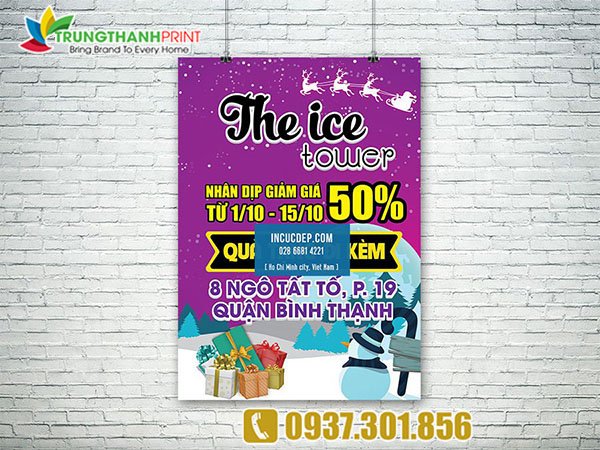 TRUNGTHANHPRINT
Bring Brand To Every Home
The ice
tower
NHÂN DỊP GIẢM GIÁ
TỪ 1/10 - 15/10
50%
INCUCDEP.COM
028 6681 4221
[ Ho Chi Minh city, Viet Nam ]
QUÀ
KÈM
8 NGÔ TẤT TỐ, P. 19
QUẬN BÌNH THẠNH
0937.301.856